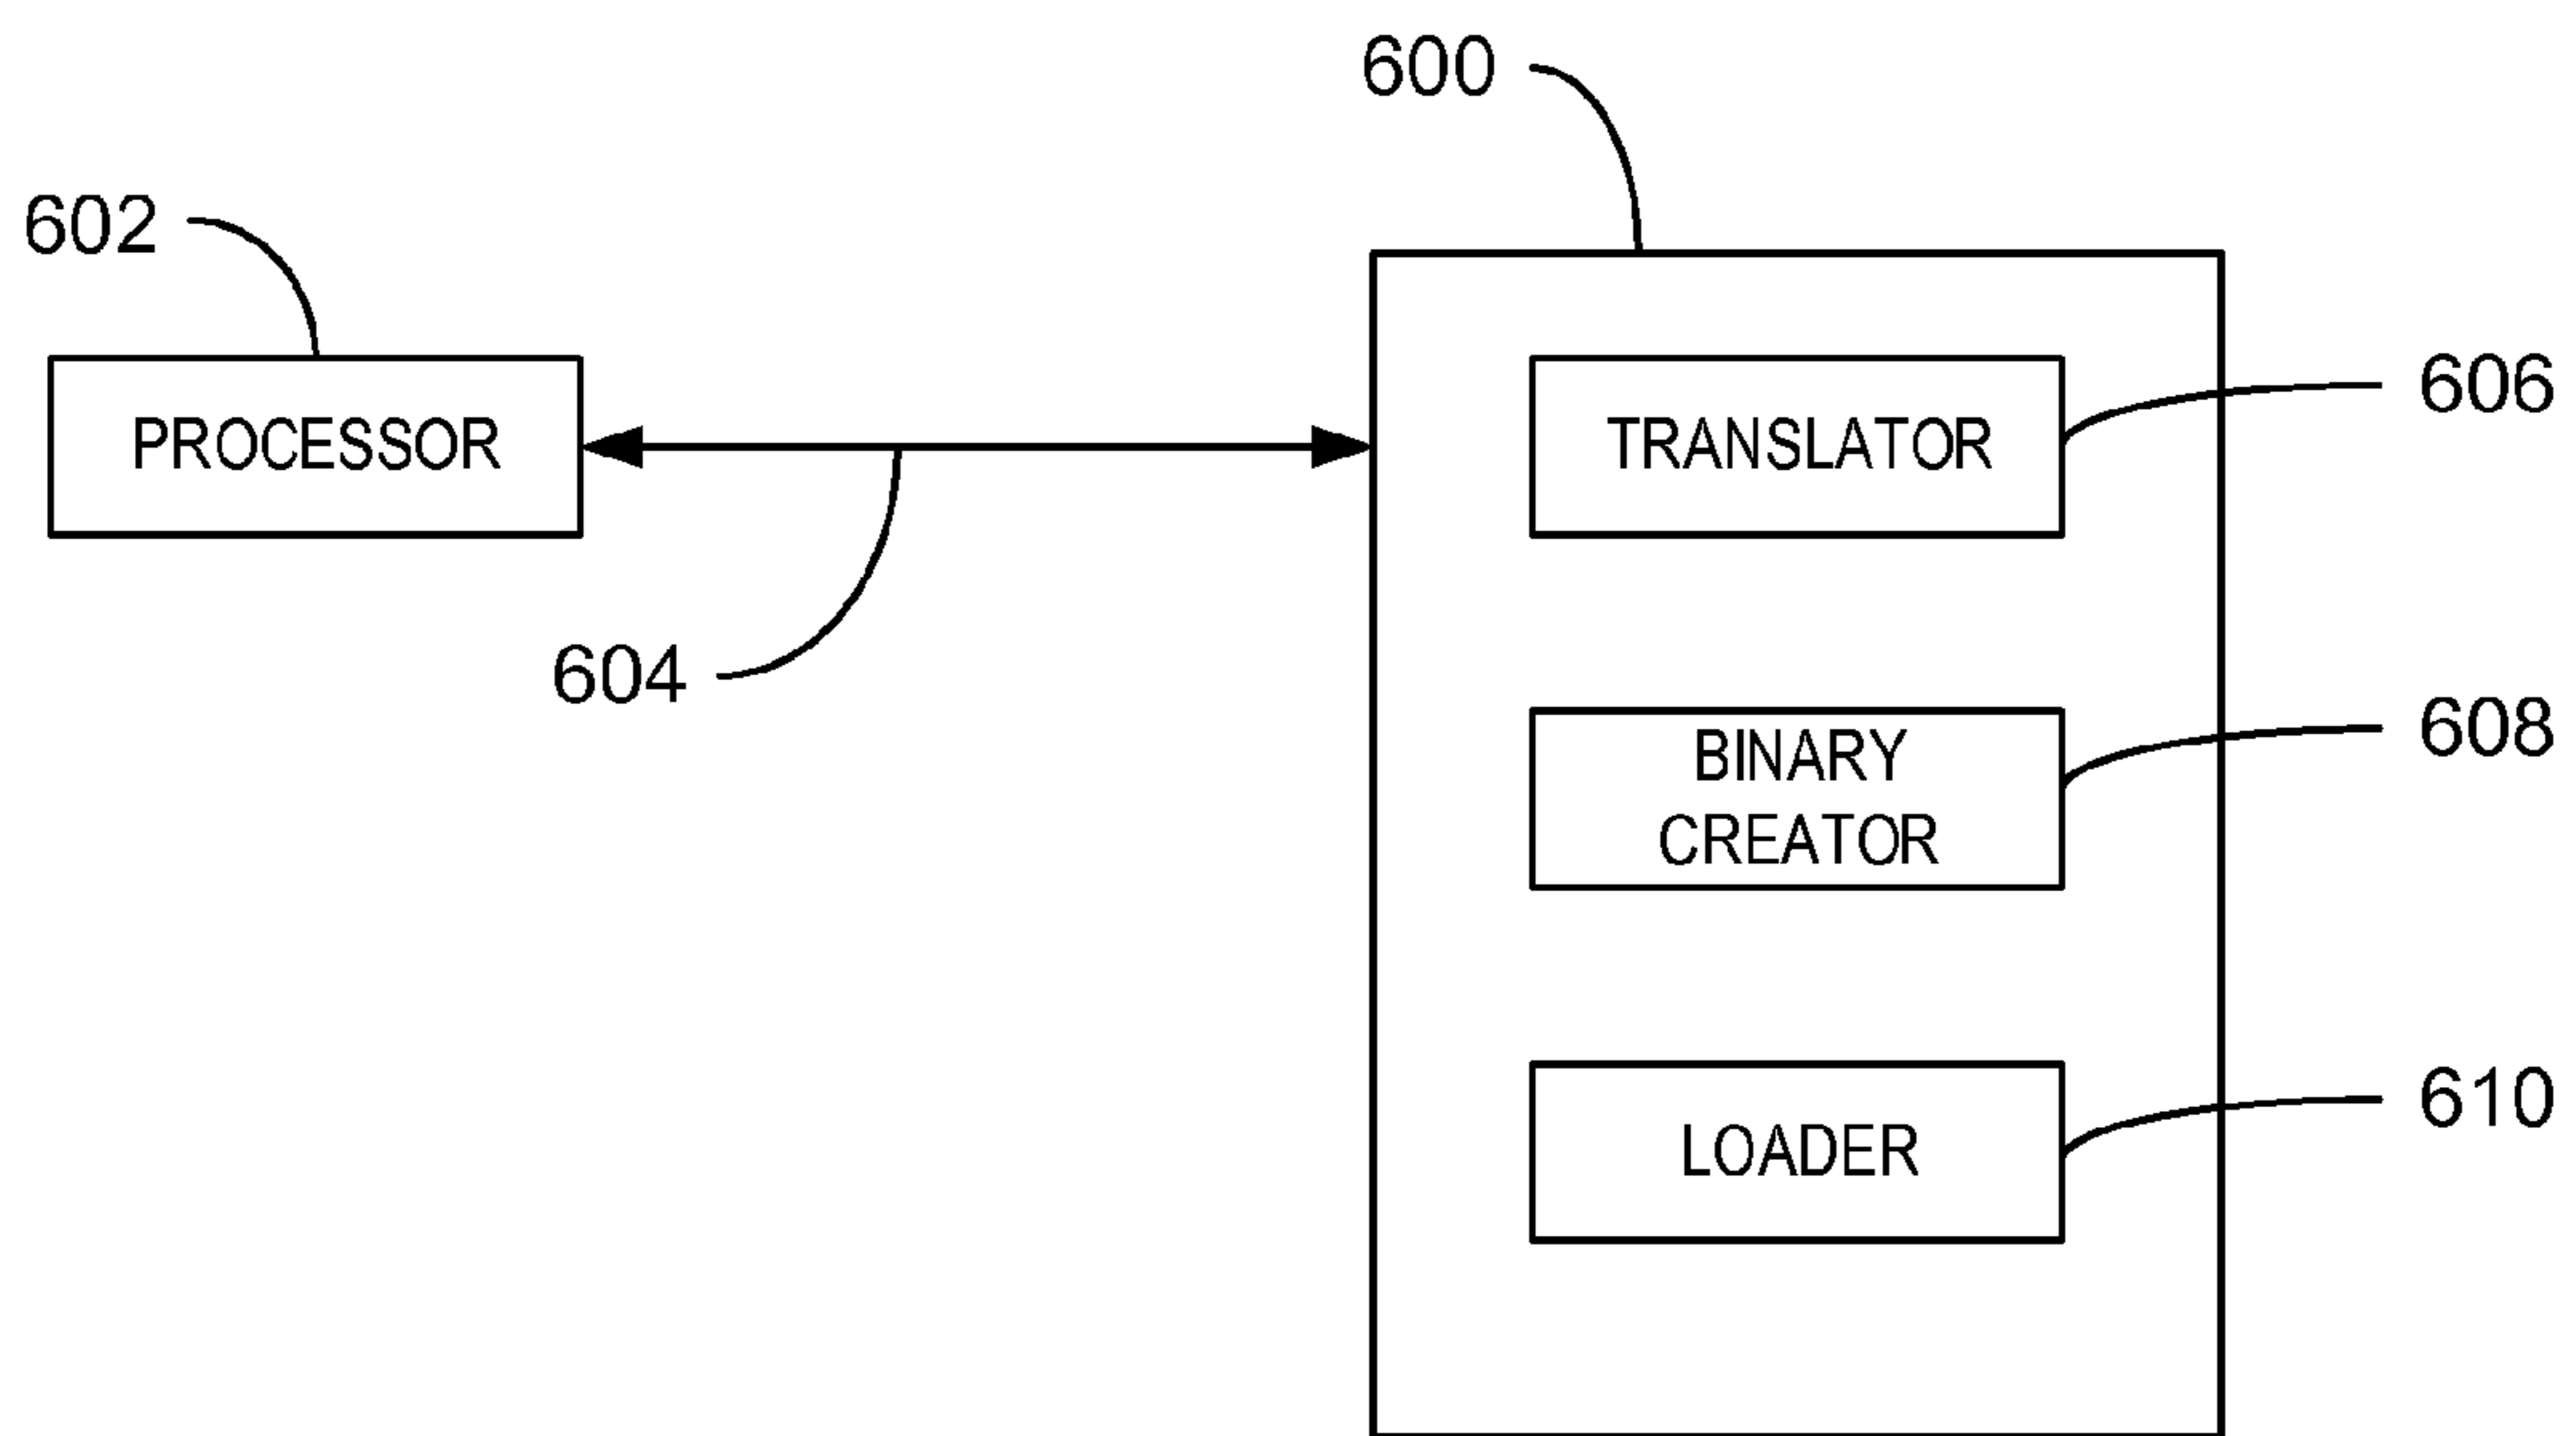 600
602
PROCESSOR
TRANSLATOR
606
604
BINARY
CREATOR
608
LOADER
610